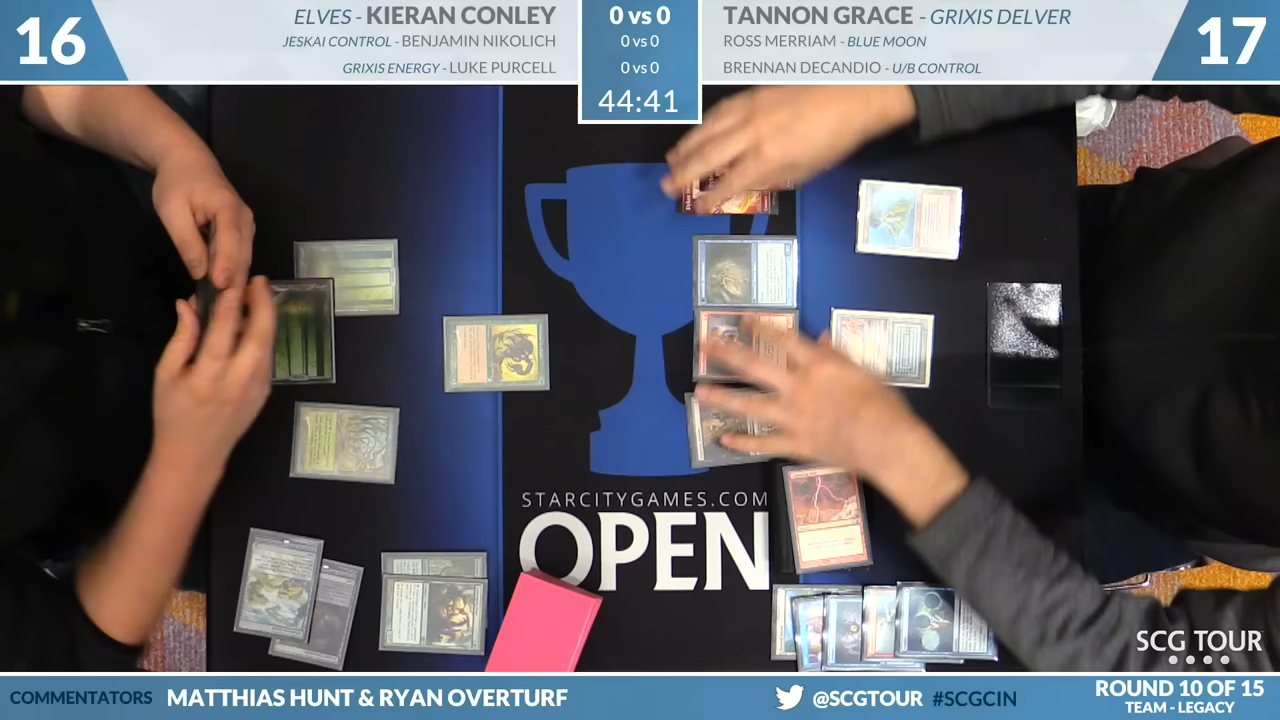 16
ELVES - KIERAN CONLEY
JESKAI CONTROL - BENJAMIN NIKOLICH
GRIXIS ENERGY - LUKE PURCELL
0 vs 0
0 vs 0
0 vs 0
44:41
TANNON GRACE - GRIXIS DELVER
ROSS MERRIAM - BLUE MOON
BRENNAN DECANDIO - U/B CONTROL
17
STARCITYGAMES.COM
OPEN
SCG TOUR
COMMENTATORS MATTHIAS HUNT & RYAN OVERTURF
@SCGTOUR #SCGCIN
ROUND 10 OF 15
TEAM - LEGACY